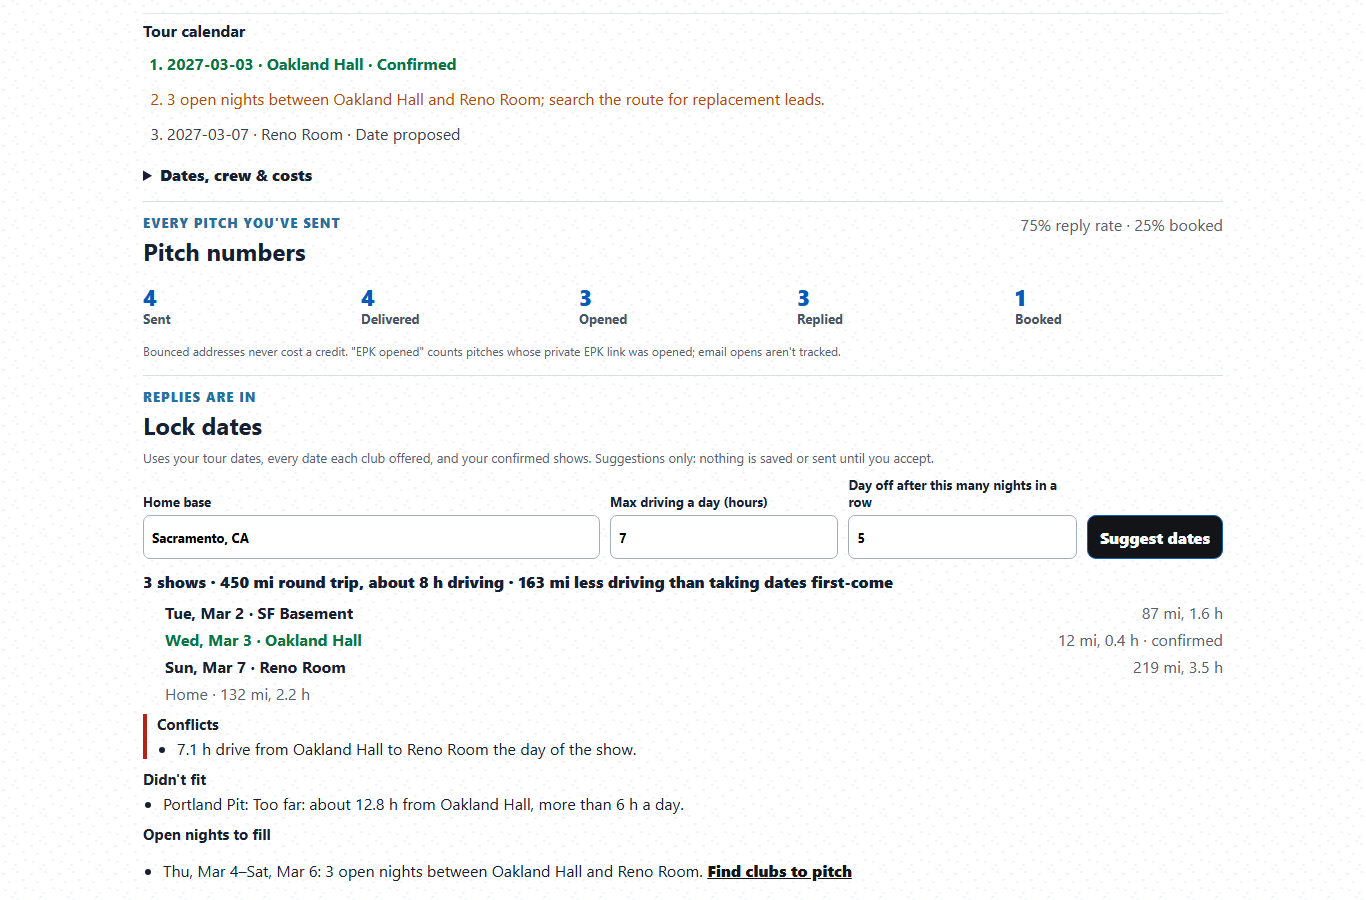 Tour calendar
1. 2027-03-03 · Oakland Hall · Confirmed
2. 3 open nights between Oakland Hall and Reno Room; search the route for replacement leads.
3. 2027-03-07 · Reno Room · Date proposed
Dates, crew & costs
EVERY PITCH YOU'VE SENT
75% reply rate · 25% booked
Pitch numbers
4 4 3 3 1
Sent Delivered Opened Replied Booked
Bounced addresses never cost a credit. "EPK opened" counts pitches whose private EPK link was opened; email opens aren't tracked.
REPLIES ARE IN
Lock dates
Uses your tour dates, every date each club offered, and your confirmed shows. Suggestions only: nothing is saved or sent until you accept.
Home base
Max driving a day (hours)
Day off after this many nights in a
row
Sacramento, CA
7
5
Suggest dates
3 shows · 450 mi round trip, about 8 h driving · 163 mi less driving than taking dates first-come
Tue, Mar 2 · SF Basement 87 mi, 1.6 h
Wed, Mar 3 · Oakland Hall 12 mi, 0.4 h · confirmed
Sun, Mar 7 · Reno Room 219 mi, 3.5 h
Home · 132 mi, 2.2 h
Conflicts
• 7.1 h drive from Oakland Hall to Reno Room the day of the show.
Didn't fit
• Portland Pit: Too far: about 12.8 h from Oakland Hall, more than 6 h a day.
Open nights to fill
• Thu, Mar 4–Sat, Mar 6: 3 open nights between Oakland Hall and Reno Room. Find clubs to pitch